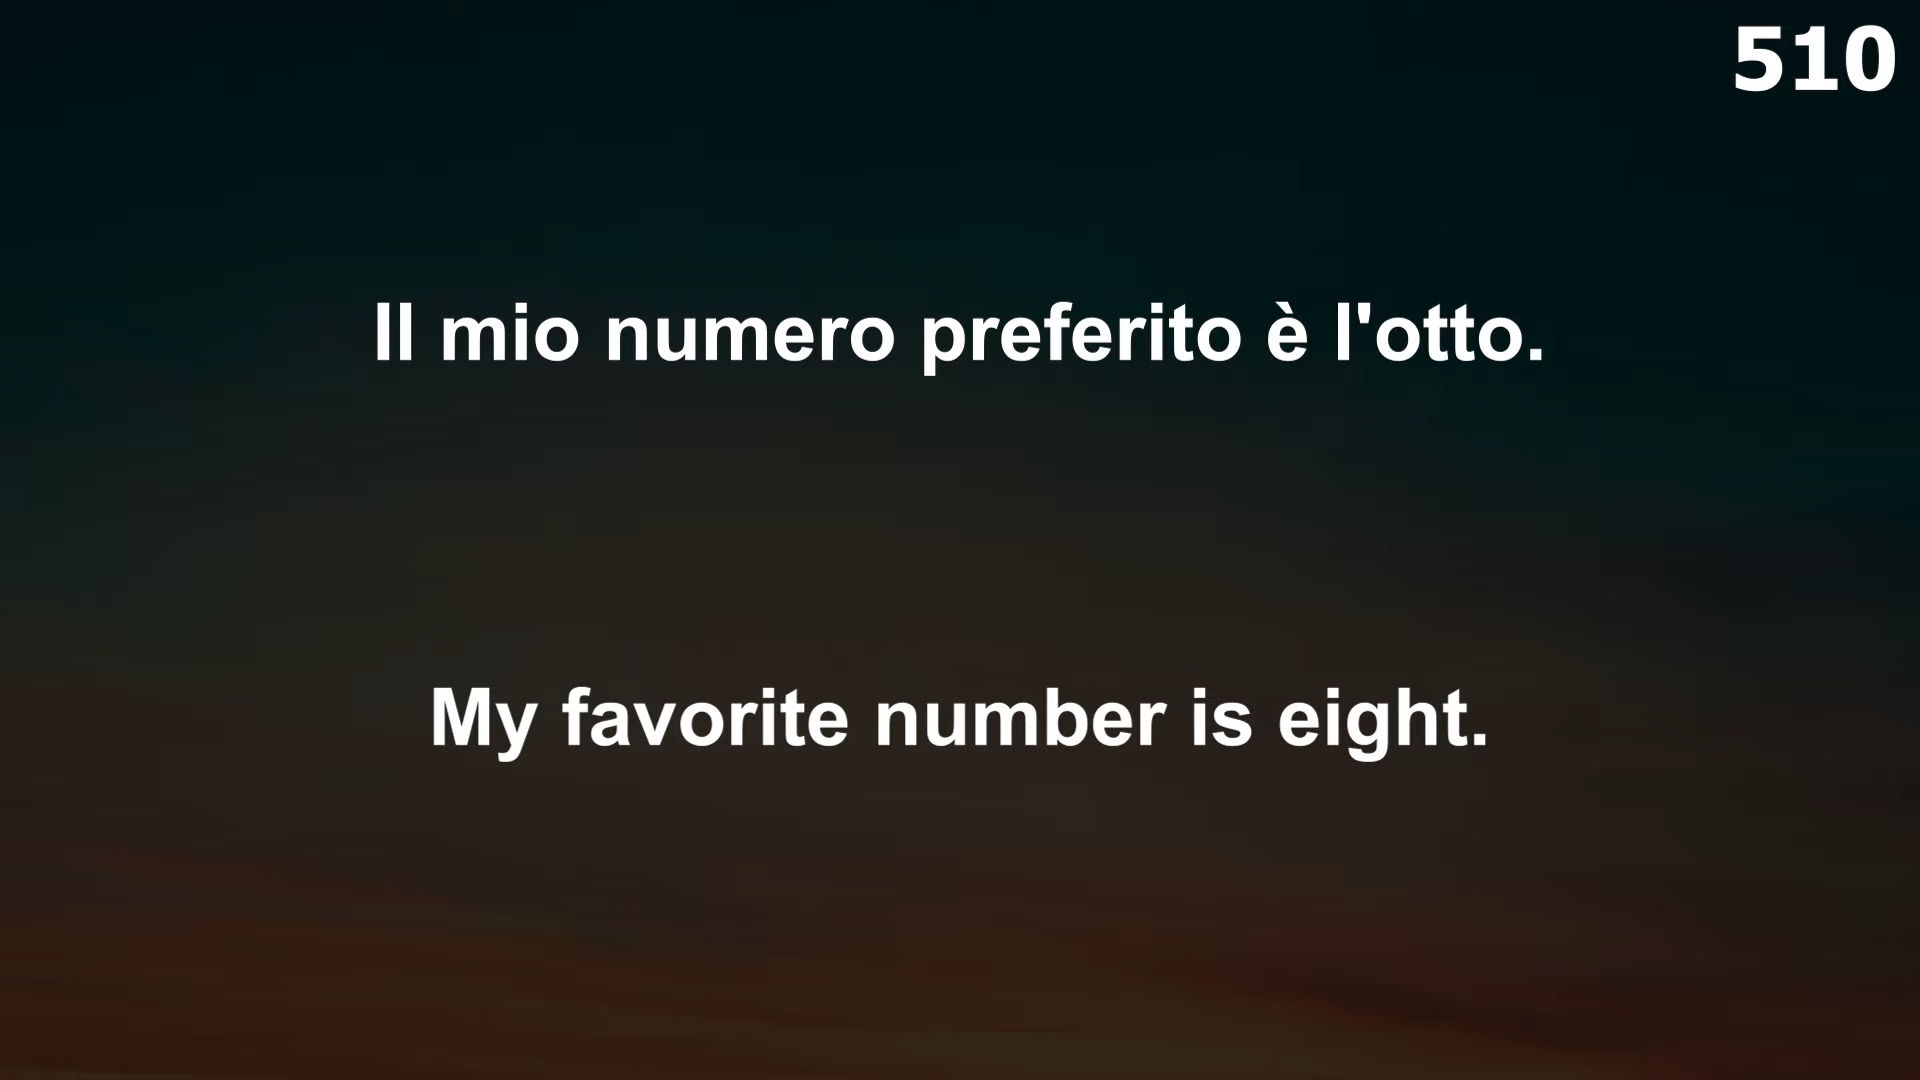 510
Il mio numero preferito è l'otto.
My favorite number is eight.